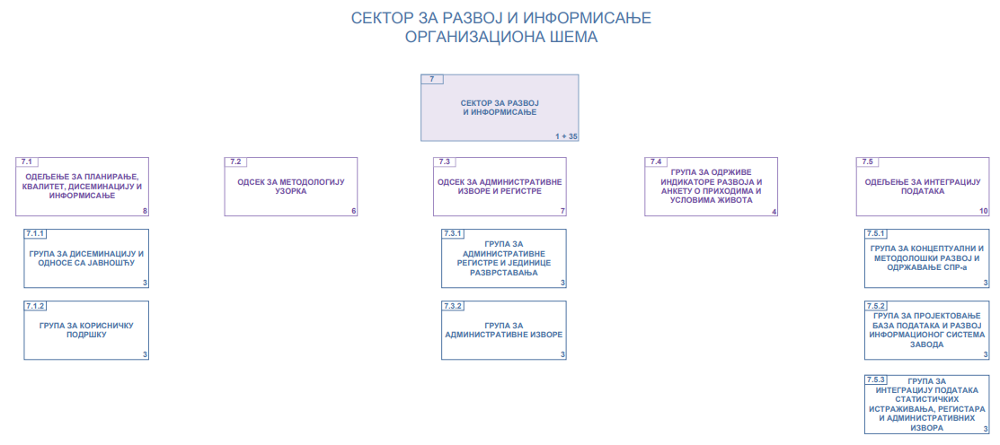 СЕКТОР ЗА РАЗВОЈ И ИНФОРМИСАЊЕ
ОРГАНИЗАЦИОНА ШЕМА
7
СЕКТОР ЗА РАЗВОЈ
И ИНФОРМИСАЊЕ
1 + 35
7.1
ОДЕЉЕЊЕ ЗА ПЛАНИРАЊЕ,
КВАЛИТЕТ, ДИСЕМИНАЦИЈУ И
ИНФОРМИСАЊЕ
8
7.2
ОДСЕК ЗА МЕТОДОЛОГИЈУ
УЗОРКА
6
7.3
ОДСЕК ЗА АДМИНИСТРАТИВНЕ
ИЗВОРЕ И РЕГИСТРЕ
7
7.4
ГРУПА ЗА ОДРЖИВЕ
ИНДИКАТОРЕ РАЗВОЈА И
АНКЕТУ О ПРИХОДИМА И
УСЛОВИМА ЖИВОТА
4
7.5
ОДЕЉЕЊЕ ЗА ИНТЕГРАЦИЈУ
ПОДАТАКА
10
7.1.1
ГРУПА ЗА ДИСЕМИНАЦИЈУ И
ОДНОСЕ СА ЈАВНОШЋУ
3
7.3.1
ГРУПА ЗА
АДМИНИСТРАТИВНЕ
РЕГИСТРЕ И ЈЕДИНИЦЕ
РАЗВРСТАВАЊА
3
7.5.1
ГРУПА ЗА КОНЦЕПТУАЛНИ И
МЕТОДОЛОШКИ РАЗВОЈ И
ОДРЖАВАЊЕ СПР-а
3
7.1.2
ГРУПА ЗА КОРИСНИЧКУ
ПОДРШКУ
3
7.3.2
ГРУПА ЗА
АДМИНИСТРАТИВНЕ ИЗВОРЕ
3
7.5.2
ГРУПА ЗА ПРОЈЕКТОВАЊЕ
БАЗА ПОДАТАКА И РАЗВОЈ
ИНФОРМАЦИОНОГ СИСТЕМА
ЗАВОДА
3
7.5.3
ГРУПА ЗА
ИНТЕГРАЦИЈУ ПОДАТАКА
СТАТИСТИЧКИХ
ИСТРАЖИВАЊА, РЕГИСТАРА
И АДМИНИСТРАТИВНИХ
ИЗВОРА
3